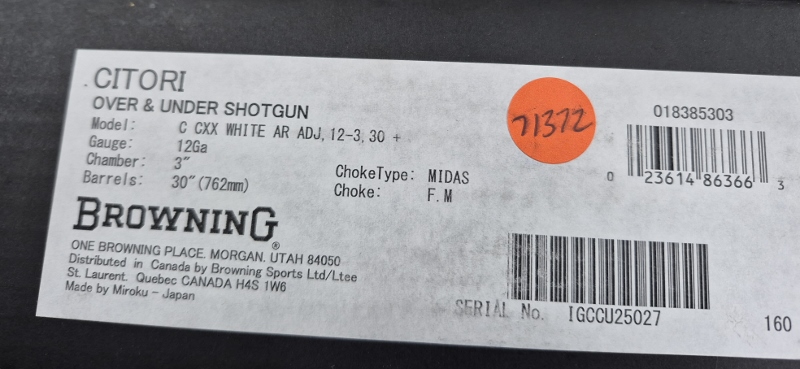 CITORI
OVER & UNDER SHOTGUN
Model: C CXX WHITE AR ADJ, 12-3, 30 +
Gauge: 12Ga
Chamber: 3"
Barrels: 30"(762mm)
ChokeType: MIDAS
Choke: F.M
BROWNING®
ONE BROWNING PLACE. MORGAN. UTAH 84050
Distributed in Canada by Browning Sports Ltd/Ltee
St. Laurent. Quebec CANADA H4S 1W6
Made by Miroku - Japan
71372
018385303
0 23614 86366 3
SERIAL No. IGCCU25027
160